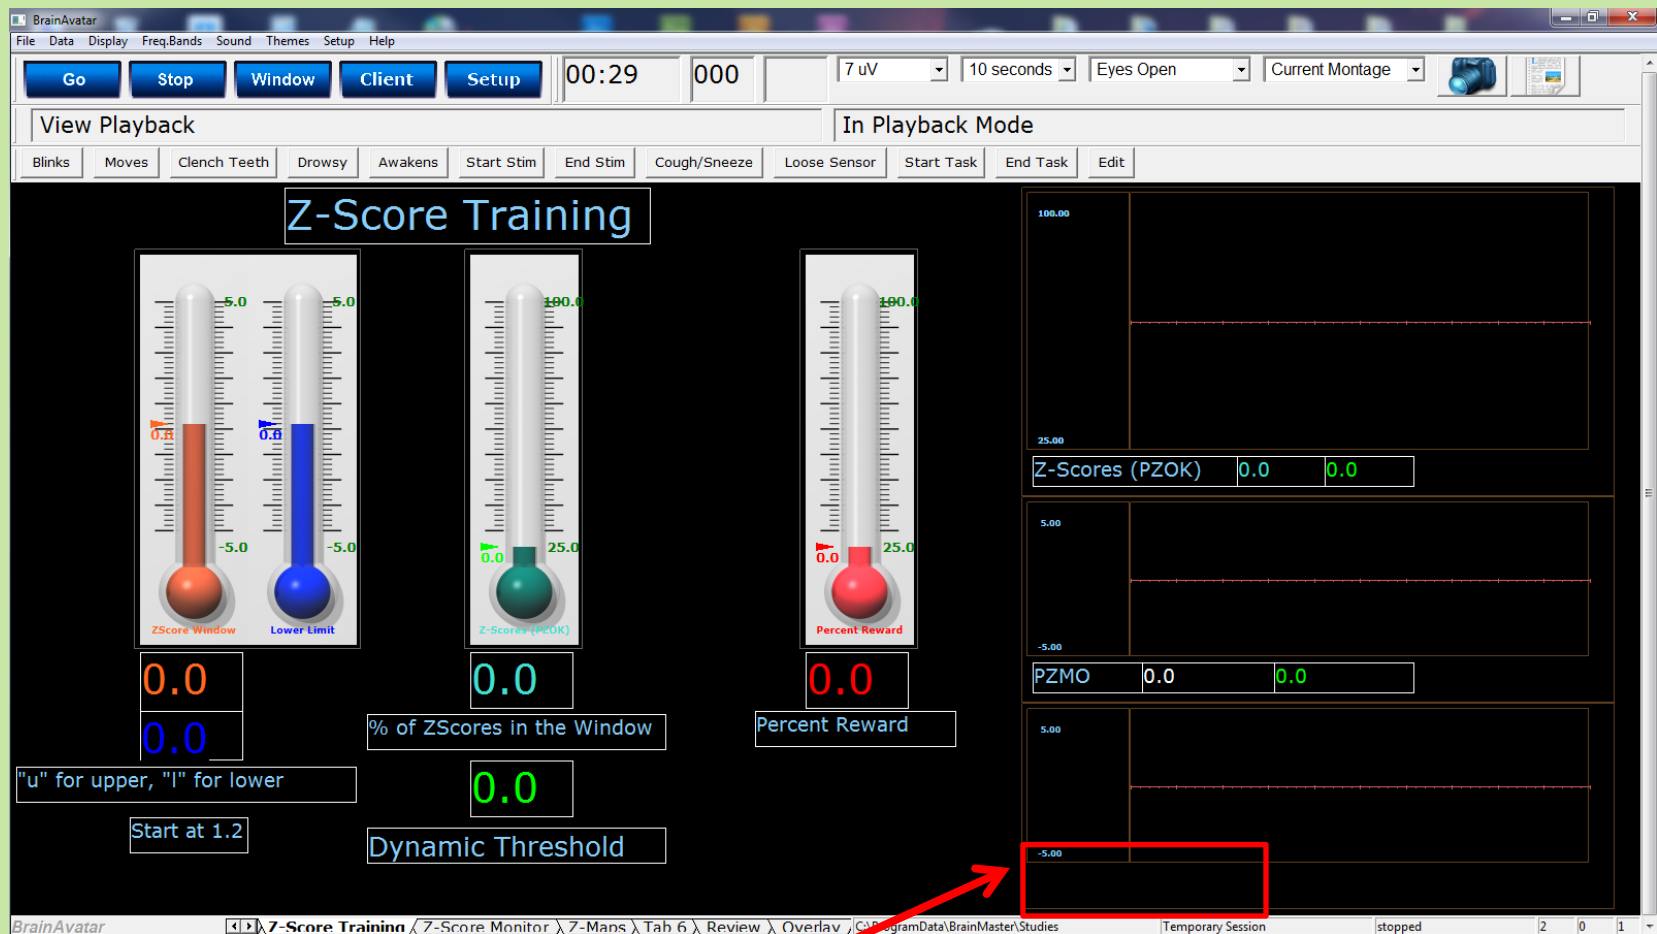 BrainAvatar
File Data Display Freq.Bands Sound Themes Setup Help
Go Stop Window Client Setup 00:29 000 7 uV 10 seconds Eyes Open Current Montage
View Playback In Playback Mode
Blinks Moves Clench Teeth Drowsy Awakens Start Stim End Stim Cough/Sneeze Loose Sensor Start Task End Task Edit
Z-Score Training
5.0 5.0 100.0 100.0
0.0 0.0
-5.0 -5.0 25.0 25.0
0.0 0.0
ZScore Window Lower Limit Z-Scores (PZOK) Percent Reward
0.0 0.0 0.0
0.0
% of ZScores in the Window
Percent Reward
"u" for upper, "l" for lower
0.0
Start at 1.2
Dynamic Threshold
100.00
25.00
Z-Scores (PZOK) 0.0 0.0
5.00
-5.00
PZMO 0.0 0.0
5.00
-5.00
BrainAvatar Z-Score Training Z-Score Monitor Z-Maps Tab 6 Review Overlay Temporary Session stopped 2 0 1